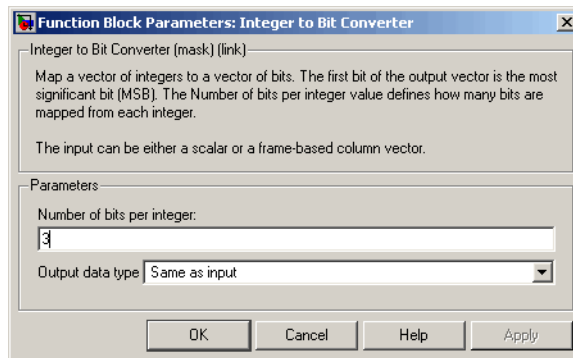 Function Block Parameters: Integer to Bit Converter
Integer to Bit Converter (mask) (link)
Map a vector of integers to a vector of bits. The first bit of the output vector is the most
significant bit (MSB). The Number of bits per integer value defines how many bits are
mapped from each integer.
The input can be either a scalar or a frame-based column vector.
Parameters
Number of bits per integer:
3
Output data type Same as input
OK Cancel Help Apply